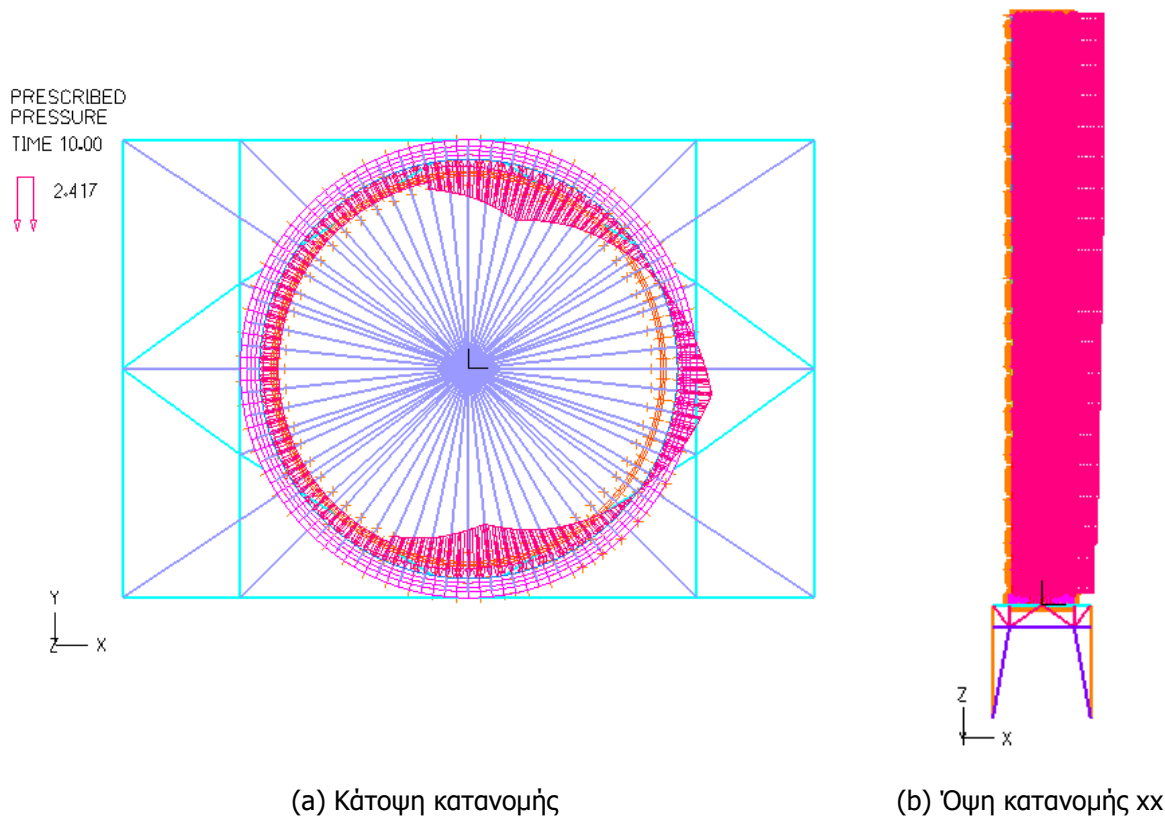 PRESCRIBED
PRESSURE
TIME 10.00
2.417
Y
Z X
Z
Y X
(a) Κάτοψη κατανομής
(b) Όψη κατανομής xx